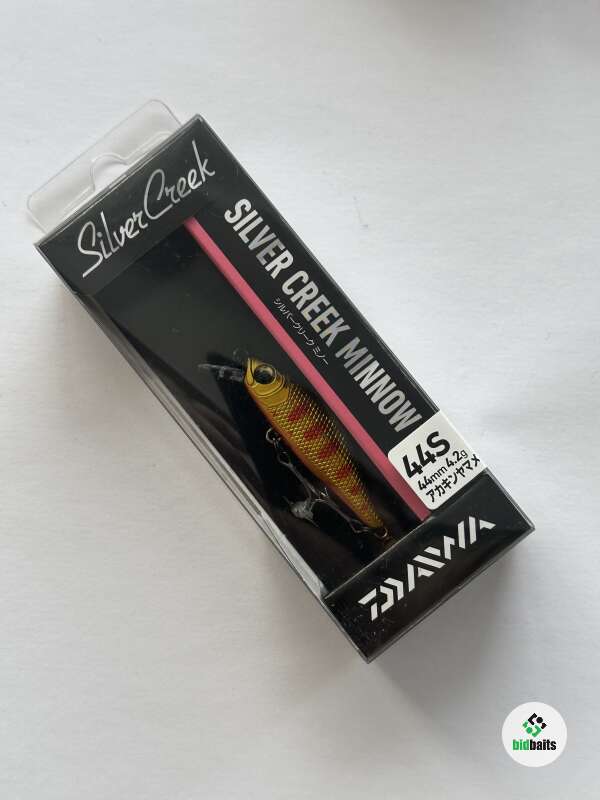 Silver Creek
SILVER CREEK MINNOW
シルバークリーク ミノー
44S
44mm 4.2g
アカキンヤマメ
DAIWA
bidbaits